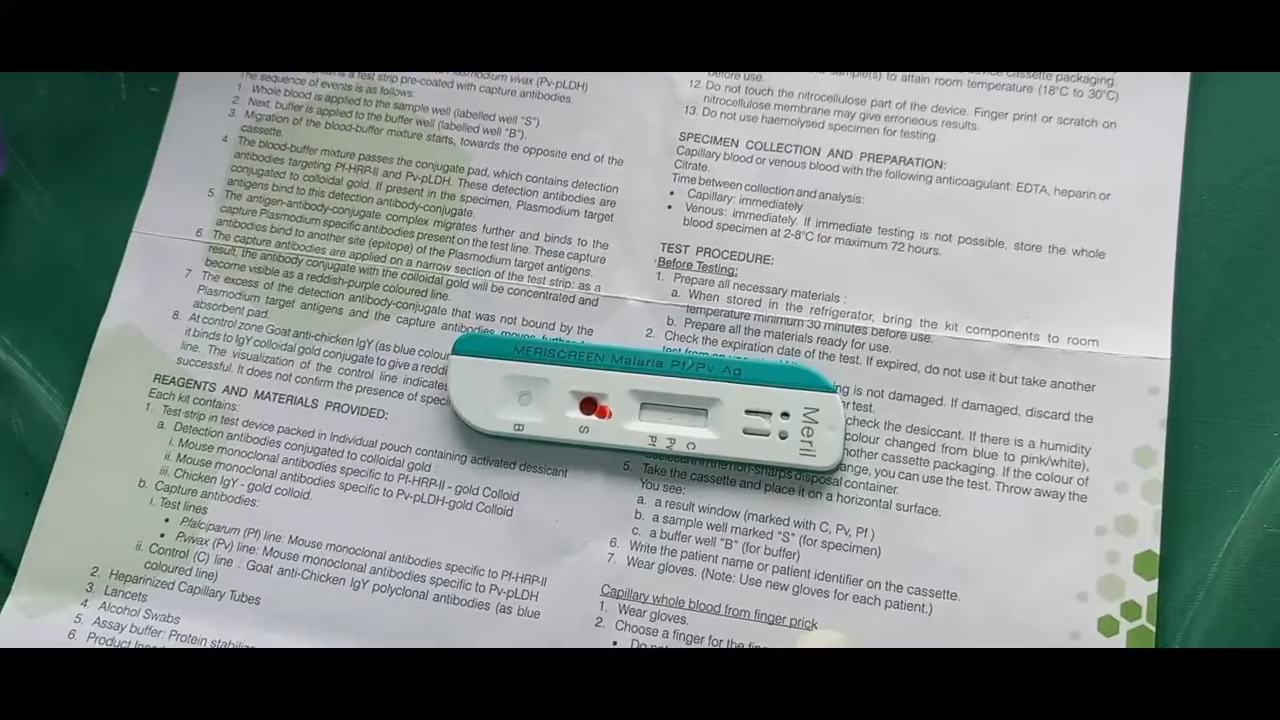 contains a test strip pre-coated with capture antibodies.
Plasmodium vivax (Pv-pLDH)
The sequence of events is as follows.
1 Whole blood is applied to the sample well (labelled well "S").
2 Next, buffer is applied to the buffer well (labelled well "B").
3 Migration of the blood-buffer mixture starts, towards the opposite end of the
cassette.
4 The blood-buffer mixture passes the conjugate pad, which contains detection
antibodies targeting Pf-HRP-II and Pv-pLDH. These detection antibodies are
conjugated to colloidal gold. If present in the specimen, Plasmodium target
antigens bind to this detection antibody-conjugate.
5. The antigen-antibody-conjugate complex migrates further and binds to the
capture Plasmodium specific antibodies present on the test line. These capture
antibodies bind to another site (epitope) of the Plasmodium target antigens.
6. The capture antibodies are applied on a narrow section of the test strip: as a
result, the antibody conjugate with the colloidal gold will be concentrated and
become visible as a reddish-purple coloured line.
7. The excess of the detection antibody-conjugate that was not bound by the
Plasmodium target antigens and the capture antibodies moves
absorbent pad.
8. At control zone Goat anti-chicken IgY (as blue colou
it binds to IgY colloidal gold conjugate to give a reddi
line. The visualization of the control line indicates
successful. It does not confirm the presence of speci
REAGENTS AND MATERIALS PROVIDED:
Each kit contains:
1. Test strip in test device packed in Individual pouch containing activated dessicant
a. Detection antibodies conjugated to colloidal gold :
i. Mouse monoclonal antibodies specific to Pf-HRP-II - gold Colloid
ii. Mouse monoclonal antibodies specific to Pv-pLDH-gold Colloid
iii. Chicken IgY - gold colloid.
b. Capture antibodies:
i. Test lines
• P.falciparum (Pf) line: Mouse monoclonal antibodies specific to Pf-HRP-II
• P.vivax (Pv) line: Mouse monoclonal antibodies specific to Pv-pLDH
ii. Control (C) line : Goat anti-Chicken IgY polyclonal antibodies (as blue
coloured line)
2. Heparinized Capillary Tubes
3. Lancets
4. Alcohol Swabs
5. Assay buffer: Protein
6. Product
cassette packaging.
sample(s) to attain room temperature (18°C to 30°C)
before use.
12. Do not touch the nitrocellulose part of the device. Finger print or scratch on
nitrocellulose membrane may give erroneous results.
13. Do not use haemolysed specimen for testing.
SPECIMEN COLLECTION AND PREPARATION:
Capillary blood or venous blood with the following anticoagulant: EDTA, heparin or
Citrate.
Time between collection and analysis:
• Capillary: immediately
• Venous: immediately. If immediate testing is not possible, store the whole
blood specimen at 2-8°C for maximum 72 hours.
TEST PROCEDURE:
Before Testing:
1. Prepare all necessary materials :
a. When stored in the refrigerator, bring the kit components to room
temperature minimum 30 minutes before use.
b. Prepare all the materials ready for use.
2. Check the expiration date of the test. If expired, do not use it but take another
ing is not damaged. If damaged, discard the
r test.
check the desiccant. If there is a humidity
colour changed from blue to pink/white),
other cassette packaging. If the colour of
ange, you can use the test. Throw away the
desiccant in the non-sharps disposal container.
5. Take the cassette and place it on a horizontal surface.
You see:
a. a result window (marked with C, Pv, Pf )
b. a sample well marked "S" (for specimen)
c. a buffer well "B" (for buffer)
6. Write the patient name or patient identifier on the cassette.
7. Wear gloves. (Note: Use new gloves for each patient.)
Capillary whole blood from finger prick
1. Wear gloves.
2. Choose a finger for the
MERISCREEN Malaria Pf/Pv Ag
B
S
Pf
Pv
C
Meril